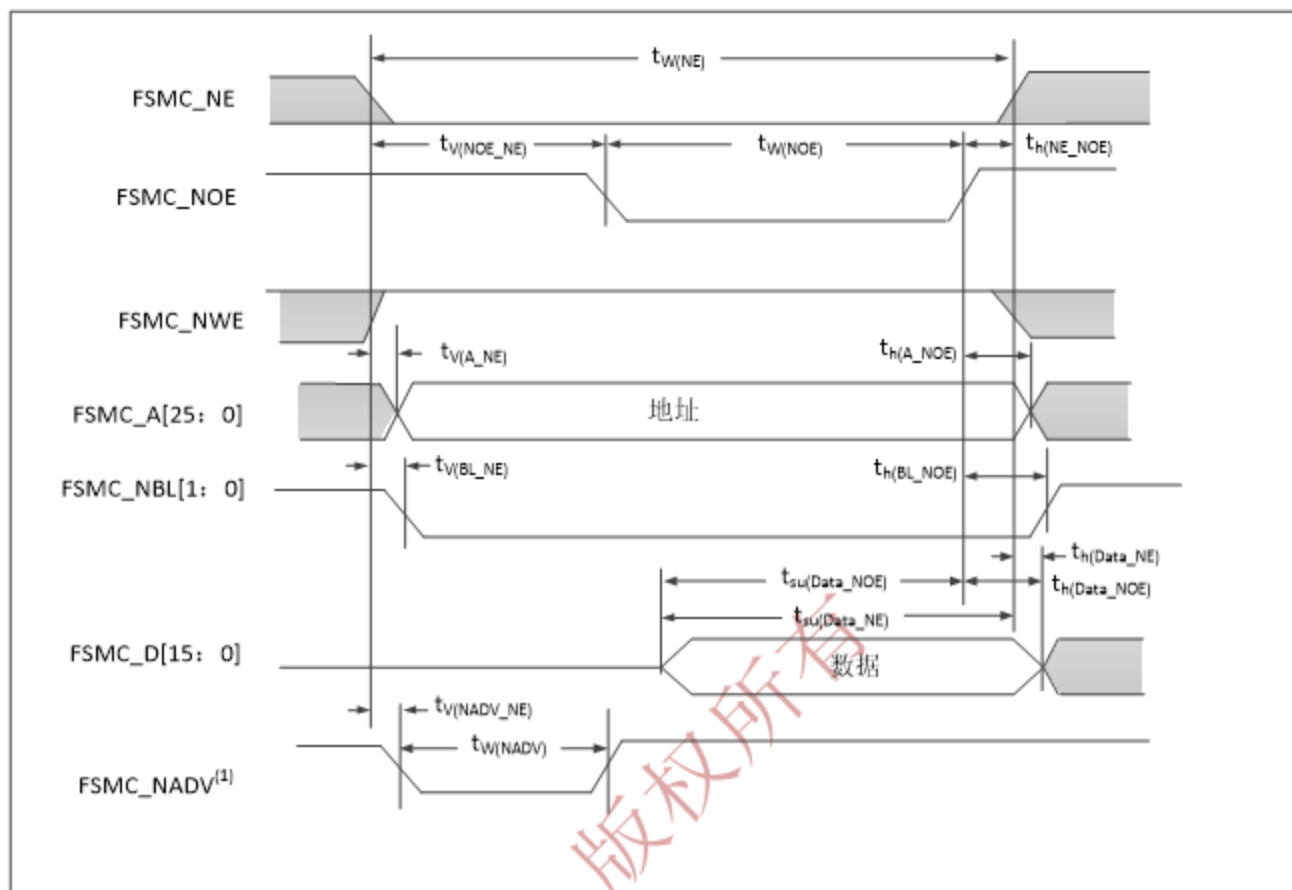 tW(NE)
FSMC_NE
tV(NOE_NE)
tW(NOE)
th(NE_NOE)
FSMC_NOE
FSMC_NWE
tV(A_NE)
th(A_NOE)
FSMC_A[25：0]
地址
tV(BL_NE)
th(BL_NOE)
FSMC_NBL[1：0]
th(Data_NE)
tsu(Data_NOE)
th(Data_NOE)
tsu(Data_NE)
FSMC_D[15：0]
数据
tV(NADV_NE)
tW(NADV)
FSMC_NADV(1)
版权所有